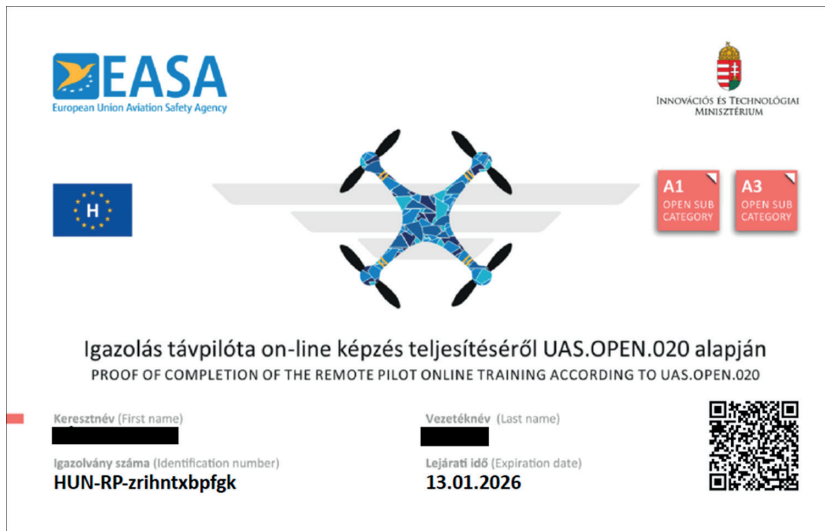 EASA
European Union Aviation Safety Agency
INNOVÁCIÓS ÉS TECHNOLÓGIAI
MINISZTÉRIUM
H
A1
OPEN SUB
CATEGORY
A3
OPEN SUB
CATEGORY
Igazolás távpilóta on-line képzés teljesítéséről UAS.OPEN.020 alapján
PROOF OF COMPLETION OF THE REMOTE PILOT ONLINE TRAINING ACCORDING TO UAS.OPEN.020
Keresztnév (First name)
Vezetéknév (Last name)
Igazolvány száma (Identification number)
HUN-RP-zrihntxbpfgk
Lejárati idő (Expiration date)
13.01.2026